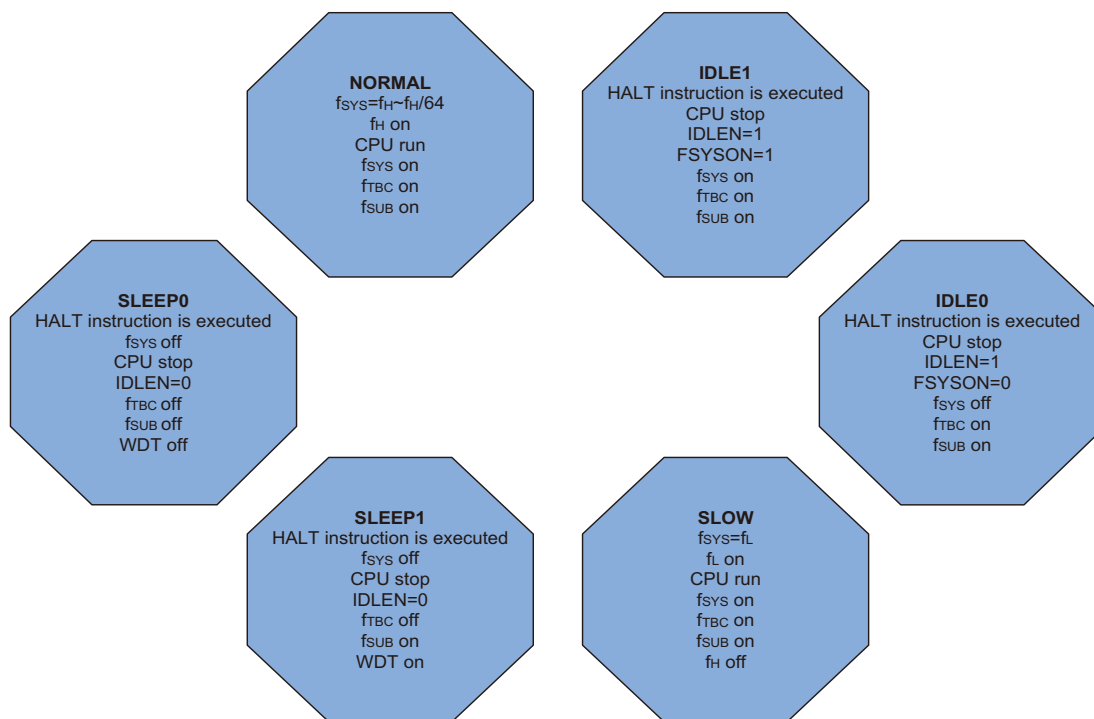 NORMAL
fSYS=fH~fH/64
fH on
CPU run
fSYS on
fTBC on
fSUB on
IDLE1
HALT instruction is executed
CPU stop
IDLEN=1
FSYSON=1
fSYS on
fTBC on
fSUB on
SLEEP0
HALT instruction is executed
fSYS off
CPU stop
IDLEN=0
fTBC off
fSUB off
WDT off
IDLE0
HALT instruction is executed
CPU stop
IDLEN=1
FSYSON=0
fSYS off
fTBC on
fSUB on
SLEEP1
HALT instruction is executed
fSYS off
CPU stop
IDLEN=0
fTBC off
fSUB on
WDT on
SLOW
fSYS=fL
fL on
CPU run
fSYS on
fTBC on
fSUB on
fH off